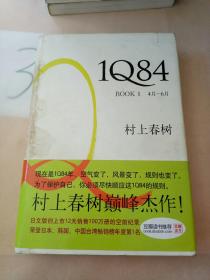 1Q84
BOOK 1 4月-6月
村上春树
现在是1Q84年。空气变了，风景变了，规则也变了。
为了保护自己，你必须尽快顺应这1Q84的规则。
村上春树巅峰杰作！
日文版创上市12天销售100万册的空前纪录
荣登日本、韩国、中国台湾畅销榜年度第1名